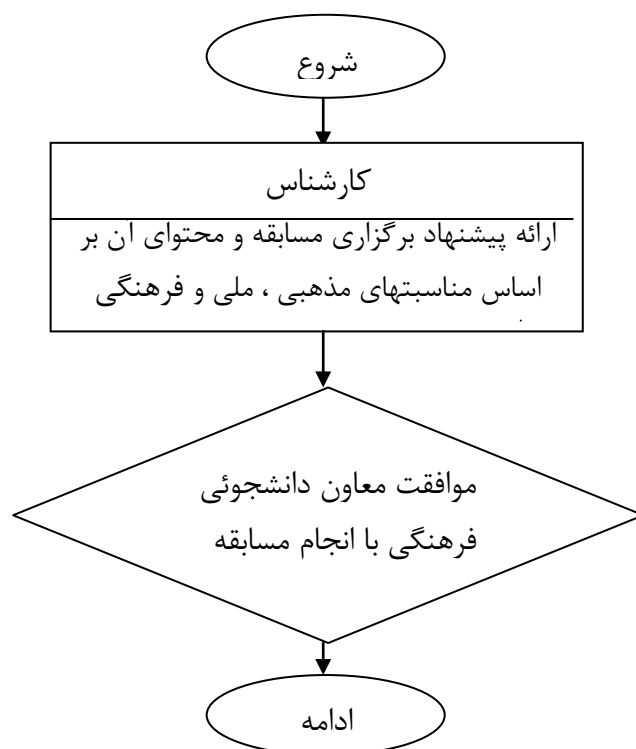 شروع
کارشناس
ارائه پیشنهاد برگزاری مسابقه و محتوای آن بر
اساس مناسبتهای مذهبی ، ملی و فرهنگی
موافقت معاون دانشجوئی
فرهنگی با انجام مسابقه
ادامه